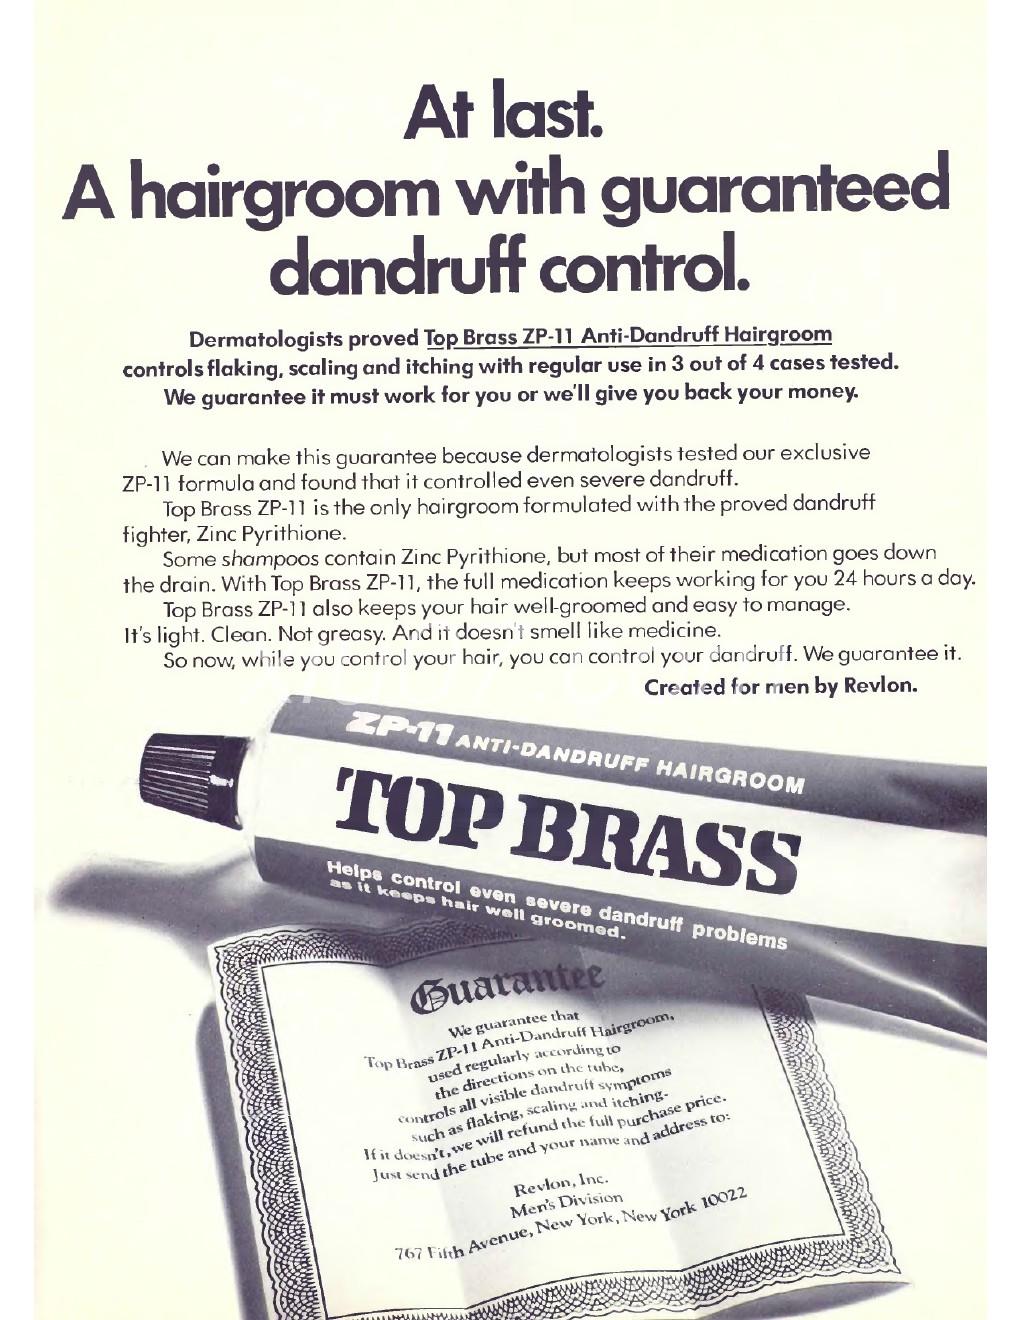 At last.
A hairgroom with guaranteed
dandruff control.
Dermatologists proved Top Brass ZP-11 Anti-Dandruff Hairgroom
controls flaking, scaling and itching with regular use in 3 out of 4 cases tested.
We guarantee it must work for you or we'll give you back your money.
We can make this guarantee because dermatologists tested our exclusive
ZP-11 formula and found that it controlled even severe dandruff.
Top Brass ZP-11 is the only hairgroom formulated with the proved dandruff
fighter, Zinc Pyrithione.
Some shampoos contain Zinc Pyrithione, but most of their medication goes down
the drain. With Top Brass ZP-11, the full medication keeps working for you 24 hours a day.
Top Brass ZP-11 also keeps your hair well-groomed and easy to manage.
It's light. Clean. Not greasy. And it doesn't smell like medicine.
So now, while you control your hair, you can control your dandruff. We guarantee it.
Created for men by Revlon.
ZP-11 ANTI-DANDRUFF HAIRGROOM
TOP BRASS
Helps control even severe dandruff problems
as it keeps hair well groomed.
Guarantee
We guarantee that
Top Brass ZP-11 Anti-Dandruff Hairgroom,
used regularly according to
the directions on the tube,
controls all visible dandruff symptoms
such as flaking, scaling and itching.
If it doesn't, we will refund the full purchase price.
Just send the tube and your name and address to:
Revlon, Inc.
Men's Division
767 Fifth Avenue, New York, New York 10022